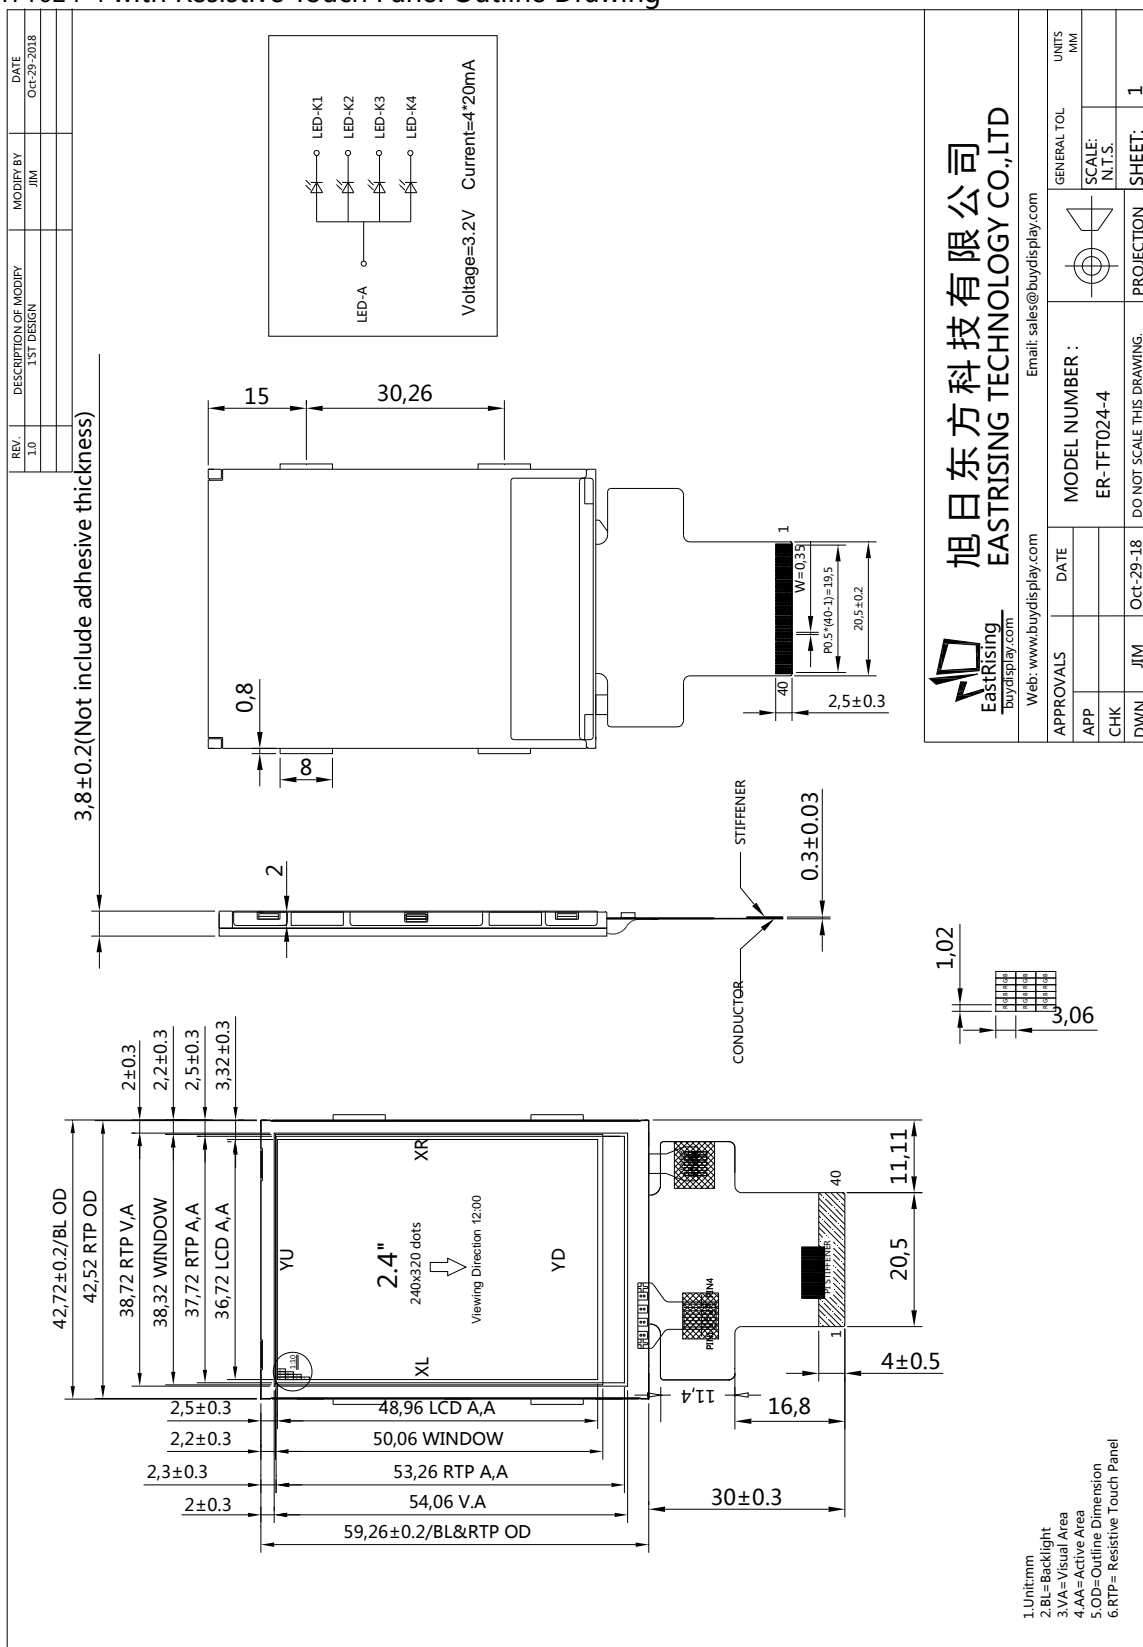 with Resistive Touch Panel Outline Drawing
REV.
DESCRIPTION OF MODIFY
MODIFY BY
DATE
1.0
1'ST DESIGN
JIM
Oct-29-2018
LED-K1
LED-K2
LED-K3
LED-K4
LED-A
Voltage=3.2V Current=4*20mA
3,8±0.2(Not include adhesive thickness)
15
30,26
0,8
8
1
40
W=0,35
P0.5*(40-1)=19,5
20,5±0.2
2,5±0.3
2
STIFFENER
CONDUCTOR
0.3±0.03
1,02
3,06
R G B R G B R G B
R G B R G B R G B
R G B R G B R G B
42,72±0.2/BL OD
42,52 RTP OD
38,72 RTP V,A
38,32 WINDOW
37,72 RTP A,A
36,72 LCD A,A
2±0.3
2,2±0.3
2,5±0.3
3,32±0.3
YU
XR
XL
YD
2.4"
240x320 dots
Viewing Direction 12:00
1:10
PIN4
PI STIFFENER
1
40
11,11
20,5
4±0.5
11,4
16,8
30±0.3
2,5±0.3
48,96 LCD A,A
2,2±0.3
50,06 WINDOW
2,3±0.3
53,26 RTP A,A
2±0.3
54,06 V.A
59,26±0.2/BL&RTP OD
1.Unit:mm
2.BL=Backlight
3.VA=Visual Area
4.AA=Active Area
5.OD=Outline Dimension
6.RTP= Resistive Touch Panel
EastRising
buydisplay.com
旭日东方科技有限公司
EASTRISING TECHNOLOGY CO.,LTD
Web: www.buydisplay.com
Email: sales@buydisplay.com
APPROVALS
DATE
MODEL NUMBER :
ER-TFT024-4
GENERAL TOL
UNITS
MM
APP
CHK
SCALE:
N.T.S.
DWN
JIM
Oct-29-18
DO NOT SCALE THIS DRAWING.
PROJECTION
SHEET:
1